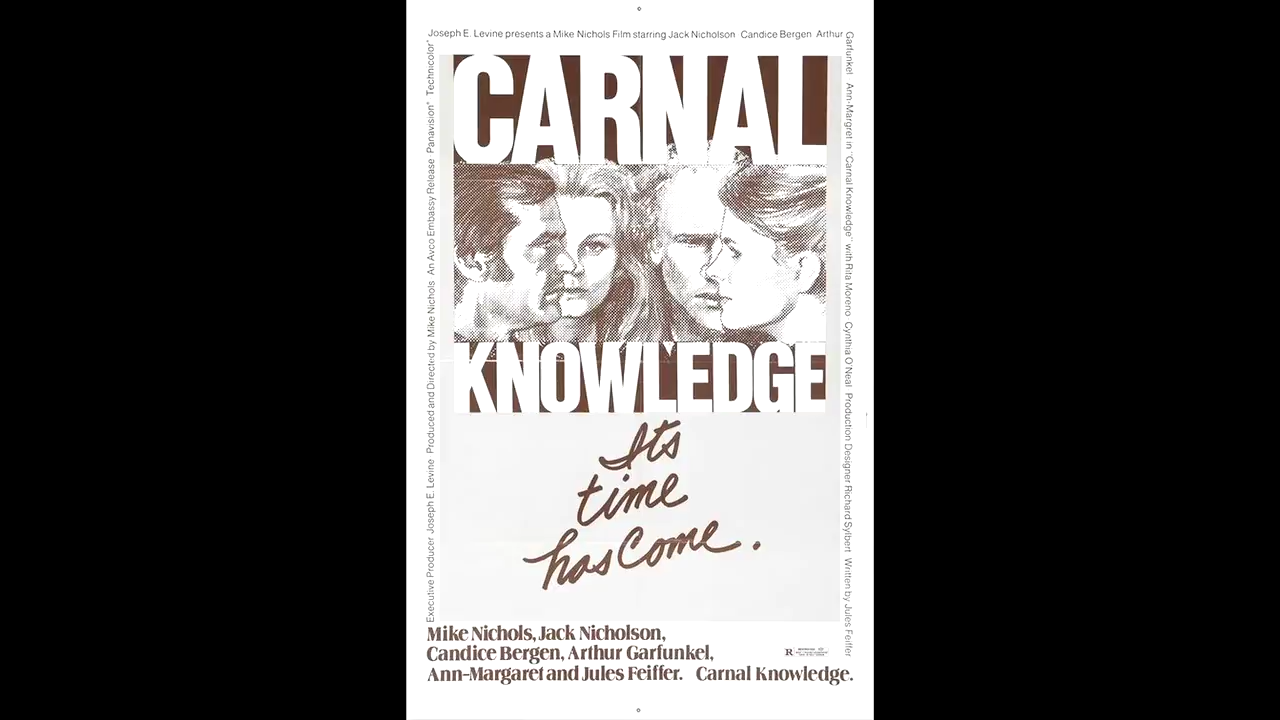 Joseph E. Levine presents a Mike Nichols Film starring Jack Nicholson Candice Bergen Arthur
Garfunkel Ann-Margret in "Carnal Knowledge" with Rita Moreno Cynthia O'Neal Production Designer Richard Sylbert Written by Jules Feiffer
Executive Producer Joseph E. Levine Produced and Directed by Mike Nichols An Avco Embassy Release Panavision® Technicolor®
CARNAL
KNOWLEDGE
Its
time
has Come.
Mike Nichols, Jack Nicholson,
Candice Bergen, Arthur Garfunkel,
Ann-Margaret and Jules Feiffer. Carnal Knowledge.
R